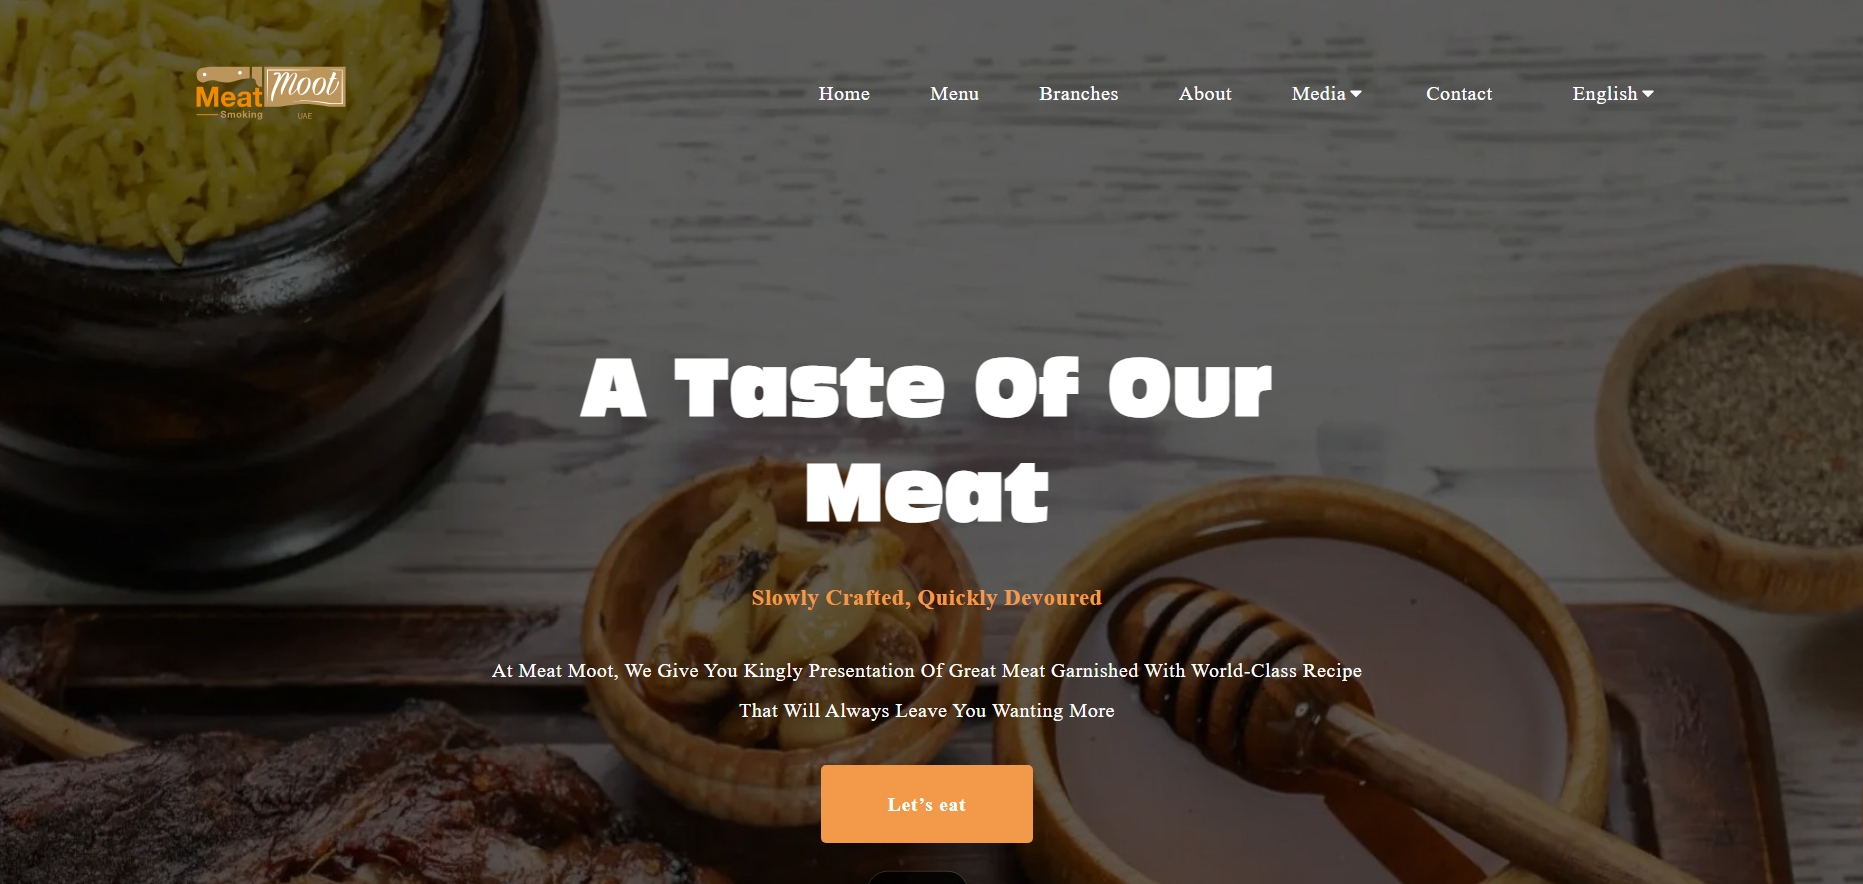 Meat Moot
Smoking UAE
Home Menu Branches About Media Contact English
A Taste Of Our
Meat
Slowly Crafted, Quickly Devoured
At Meat Moot, We Give You Kingly Presentation Of Great Meat Garnished With World-Class Recipe
That Will Always Leave You Wanting More
Let’s eat